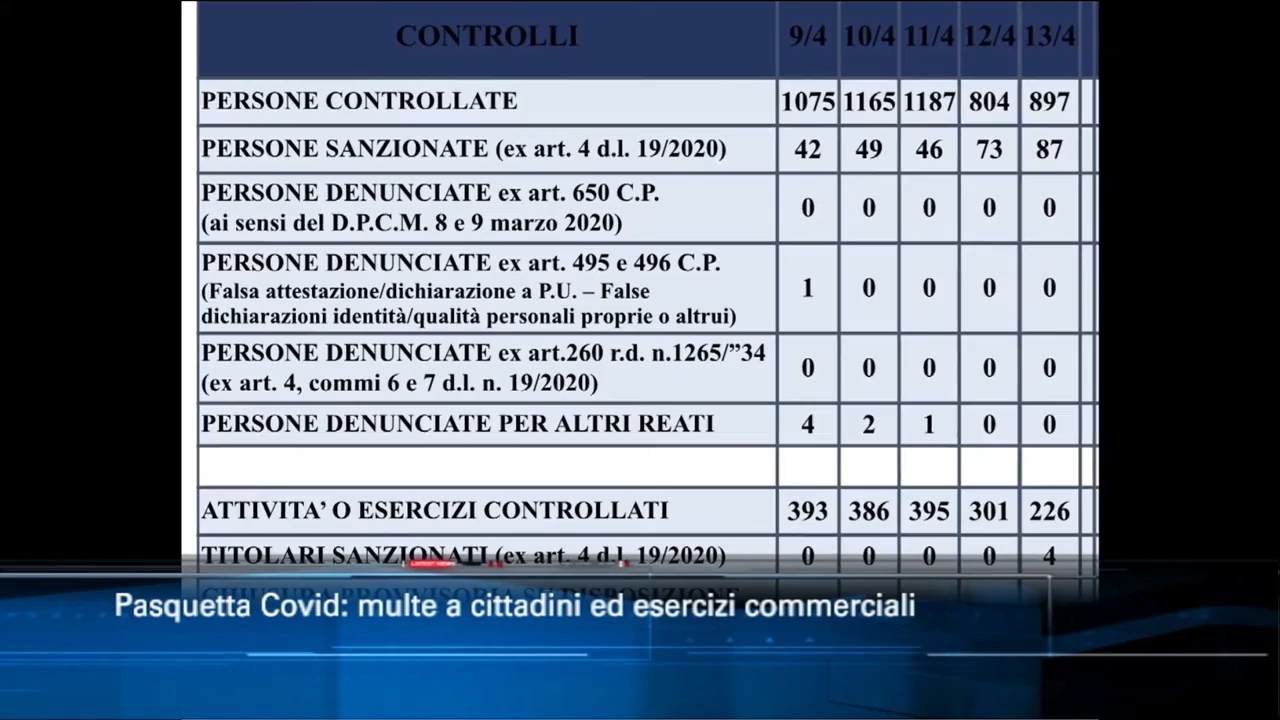 CONTROLLI 9/4 10/4 11/4 12/4 13/4
PERSONE CONTROLLATE 1075 1165 1187 804 897
PERSONE SANZIONATE (ex art. 4 d.l. 19/2020) 42 49 46 73 87
PERSONE DENUNCIATE ex art. 650 C.P.
(ai sensi del D.P.C.M. 8 e 9 marzo 2020) 0 0 0 0 0
PERSONE DENUNCIATE ex art. 495 e 496 C.P.
(Falsa attestazione/dichiarazione a P.U. – False
dichiarazioni identità/qualità personali proprie o altrui) 1 0 0 0 0
PERSONE DENUNCIATE ex art.260 r.d. n.1265/”34
(ex art. 4, commi 6 e 7 d.l. n. 19/2020) 0 0 0 0 0
PERSONE DENUNCIATE PER ALTRI REATI 4 2 1 0 0
ATTIVITA’ O ESERCIZI CONTROLLATI 393 386 395 301 226
TITOLARI SANZIONATI (ex art. 4 d.l. 19/2020) 0 0 0 0 4
LATEST NEWS
Pasquetta Covid: multe a cittadini ed esercizi commerciali